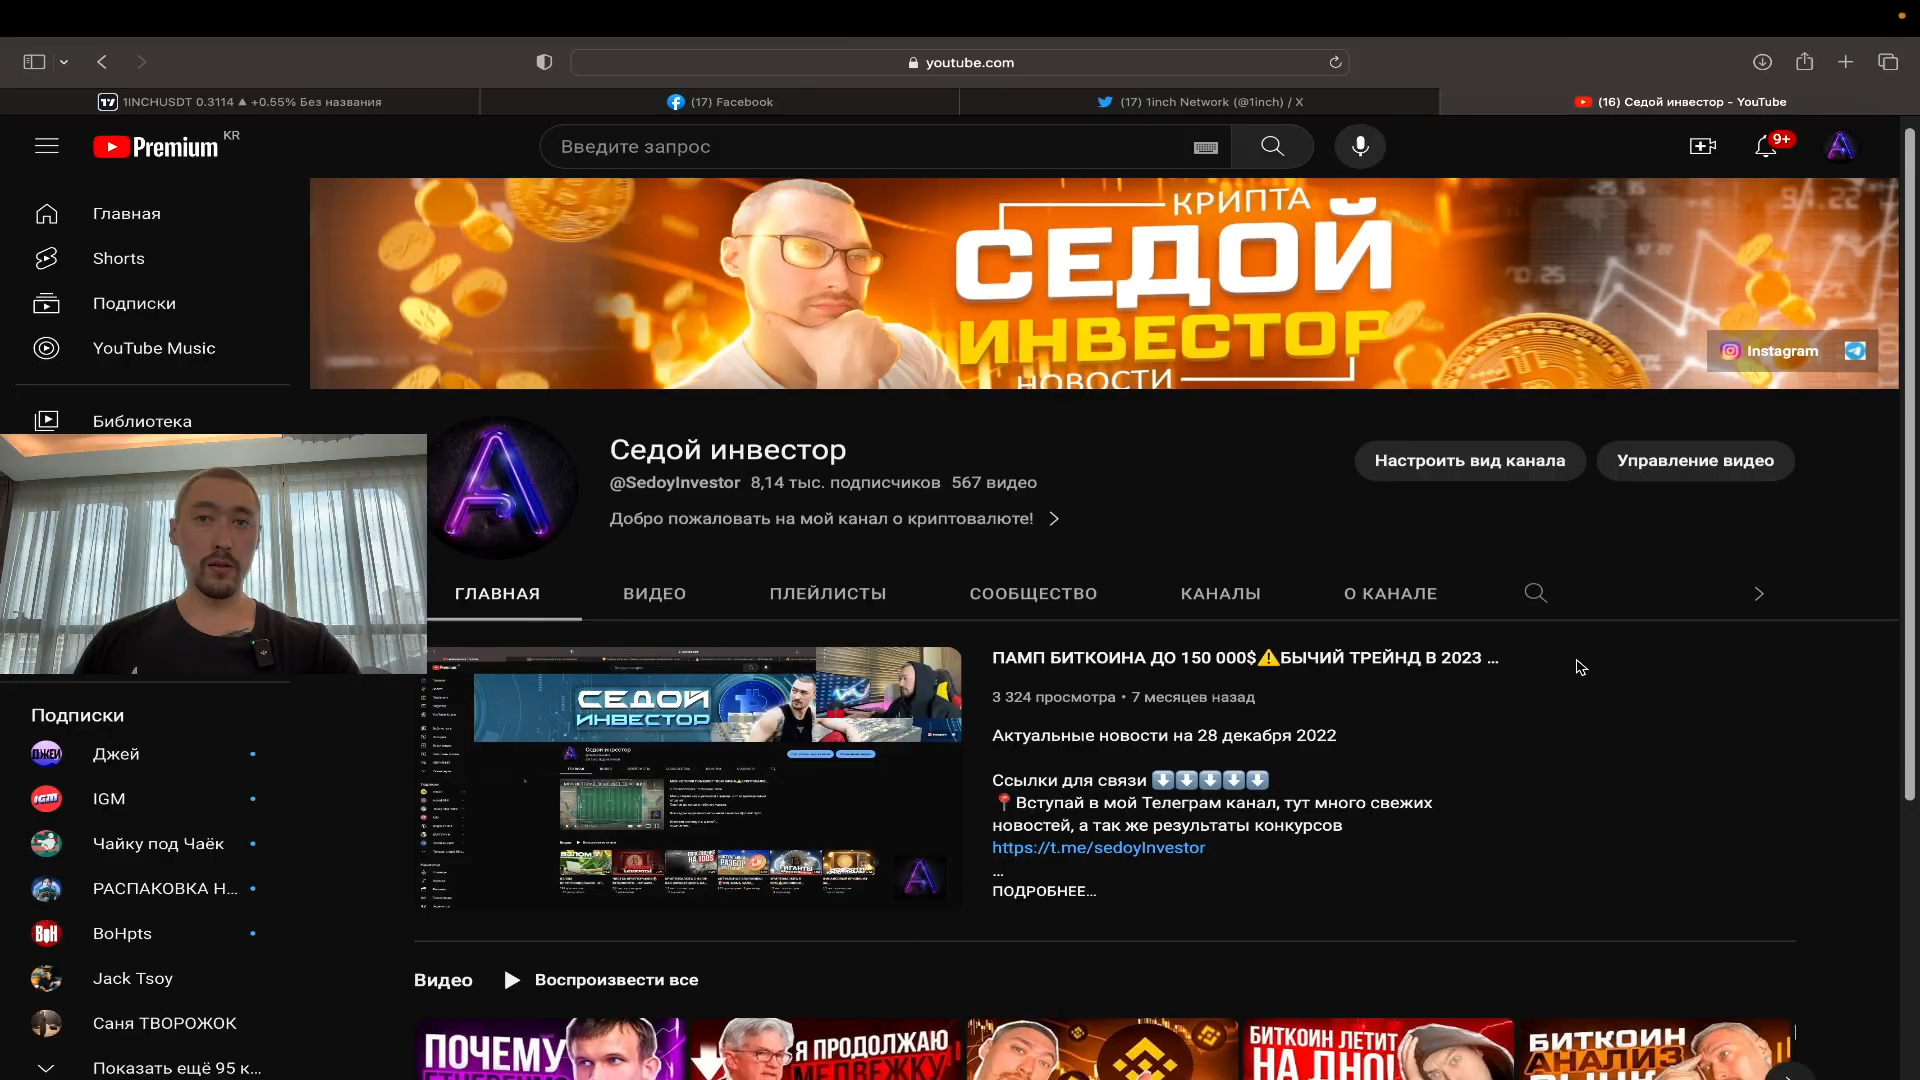 youtube.com
1INCHUSDT 0.3114 ▲ +0.55% Без названия
(17) Facebook
(17) 1inch Network (@1inch) / X
(16) Седой инвестор - YouTube
Premium KR
Введите запрос
9+
Главная
Shorts
Подписки
YouTube Music
Библиотека
КРИПТА
СЕДОЙ
ИНВЕСТОР
НОВОСТИ
Instagram
Седой инвестор
@SedoyInvestor 8,14 тыс. подписчиков 567 видео
Добро пожаловать на мой канал о криптовалюте!
Настроить вид канала
Управление видео
ГЛАВНАЯ
ВИДЕО
ПЛЕЙЛИСТЫ
СООБЩЕСТВО
КАНАЛЫ
О КАНАЛЕ
СЕДОЙ
ИНВЕСТОР
ПАМП БИТКОИНА ДО 150 000$⚠️БЫЧИЙ ТРЕЙНД В 2023 ...
3 324 просмотра • 7 месяцев назад
Актуальные новости на 28 декабря 2022
Ссылки для связи ⬇️⬇️⬇️⬇️⬇️
📍Вступай в мой Телеграм канал, тут много свежих
новостей, а так же результаты конкурсов
https://t.me/sedoyInvestor
...
ПОДРОБНЕЕ...
Подписки
Джей
IGM
Чайку под Чаёк
РАСПАКОВКА Н...
BoHpts
Jack Tsoy
Саня ТВОРОЖОК
Показать ещё 95 к...
Видео
Воспроизвести все
ПОЧЕМУ
Я ПРОДОЛЖАЮ
МЕДВЕЖКУ
БИТКОИН ЛЕТИТ
НА ДНО!
БИТКОИН
АНАЛИЗ